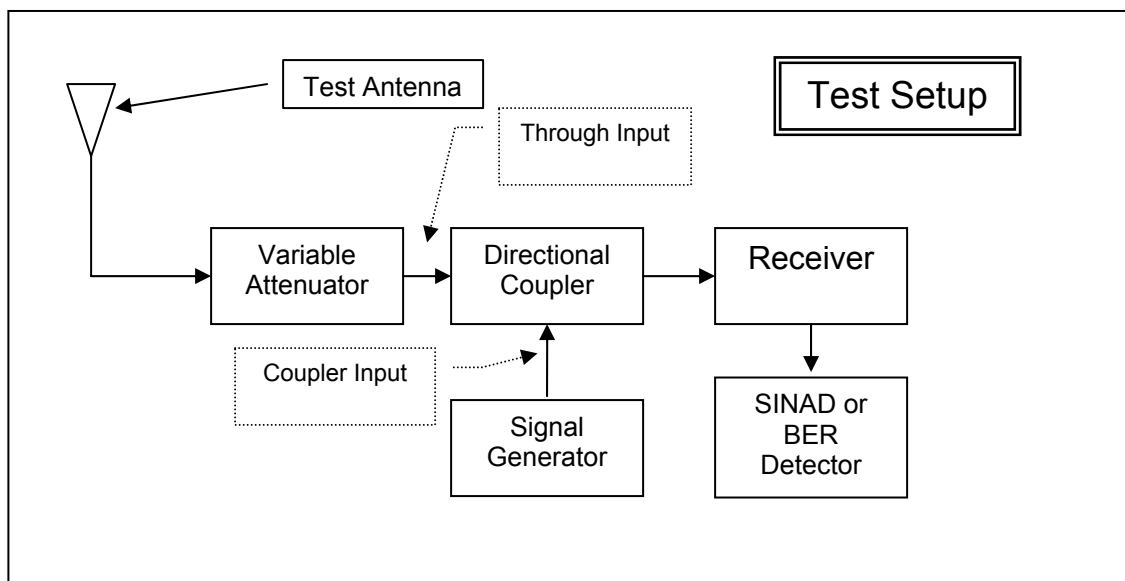 Test Antenna
Test Setup
Through Input
Variable
Attenuator
Directional
Coupler
Receiver
Coupler Input
Signal
Generator
SINAD or
BER
Detector